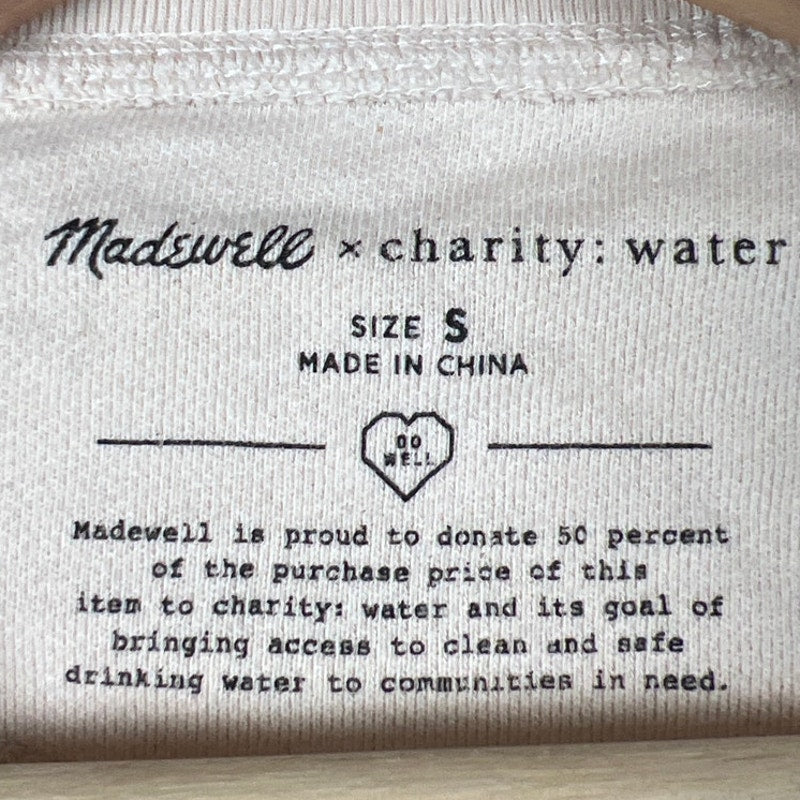 Madewell × charity: water
SIZE S
MADE IN CHINA
DO
WELL
Madewell is proud to donate 50 percent
of the purchase price of this
item to charity: water and its goal of
bringing access to clean and safe
drinking water to communities in need.